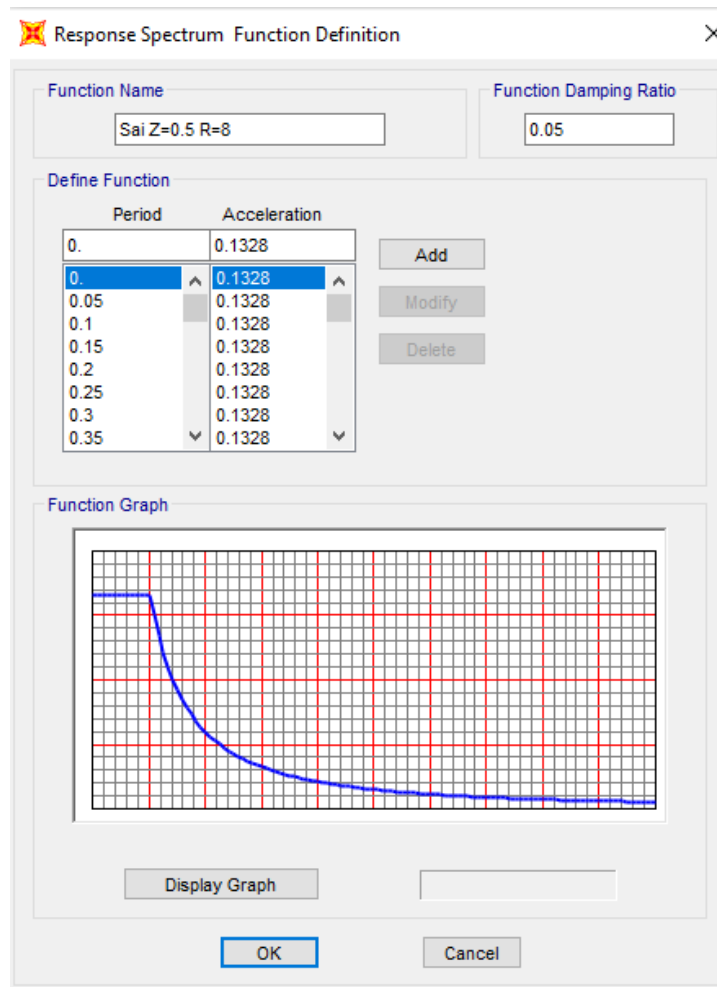 Response Spectrum Function Definition
Function Name
Function Damping Ratio
Sai Z=0.5 R=8
0.05
Define Function
Period Acceleration
0. 0.1328
Add
0. 0.1328
0.05 0.1328
Modify
0.1 0.1328
0.15 0.1328
Delete
0.2 0.1328
0.25 0.1328
0.3 0.1328
0.35 0.1328
Function Graph
Display Graph
OK Cancel